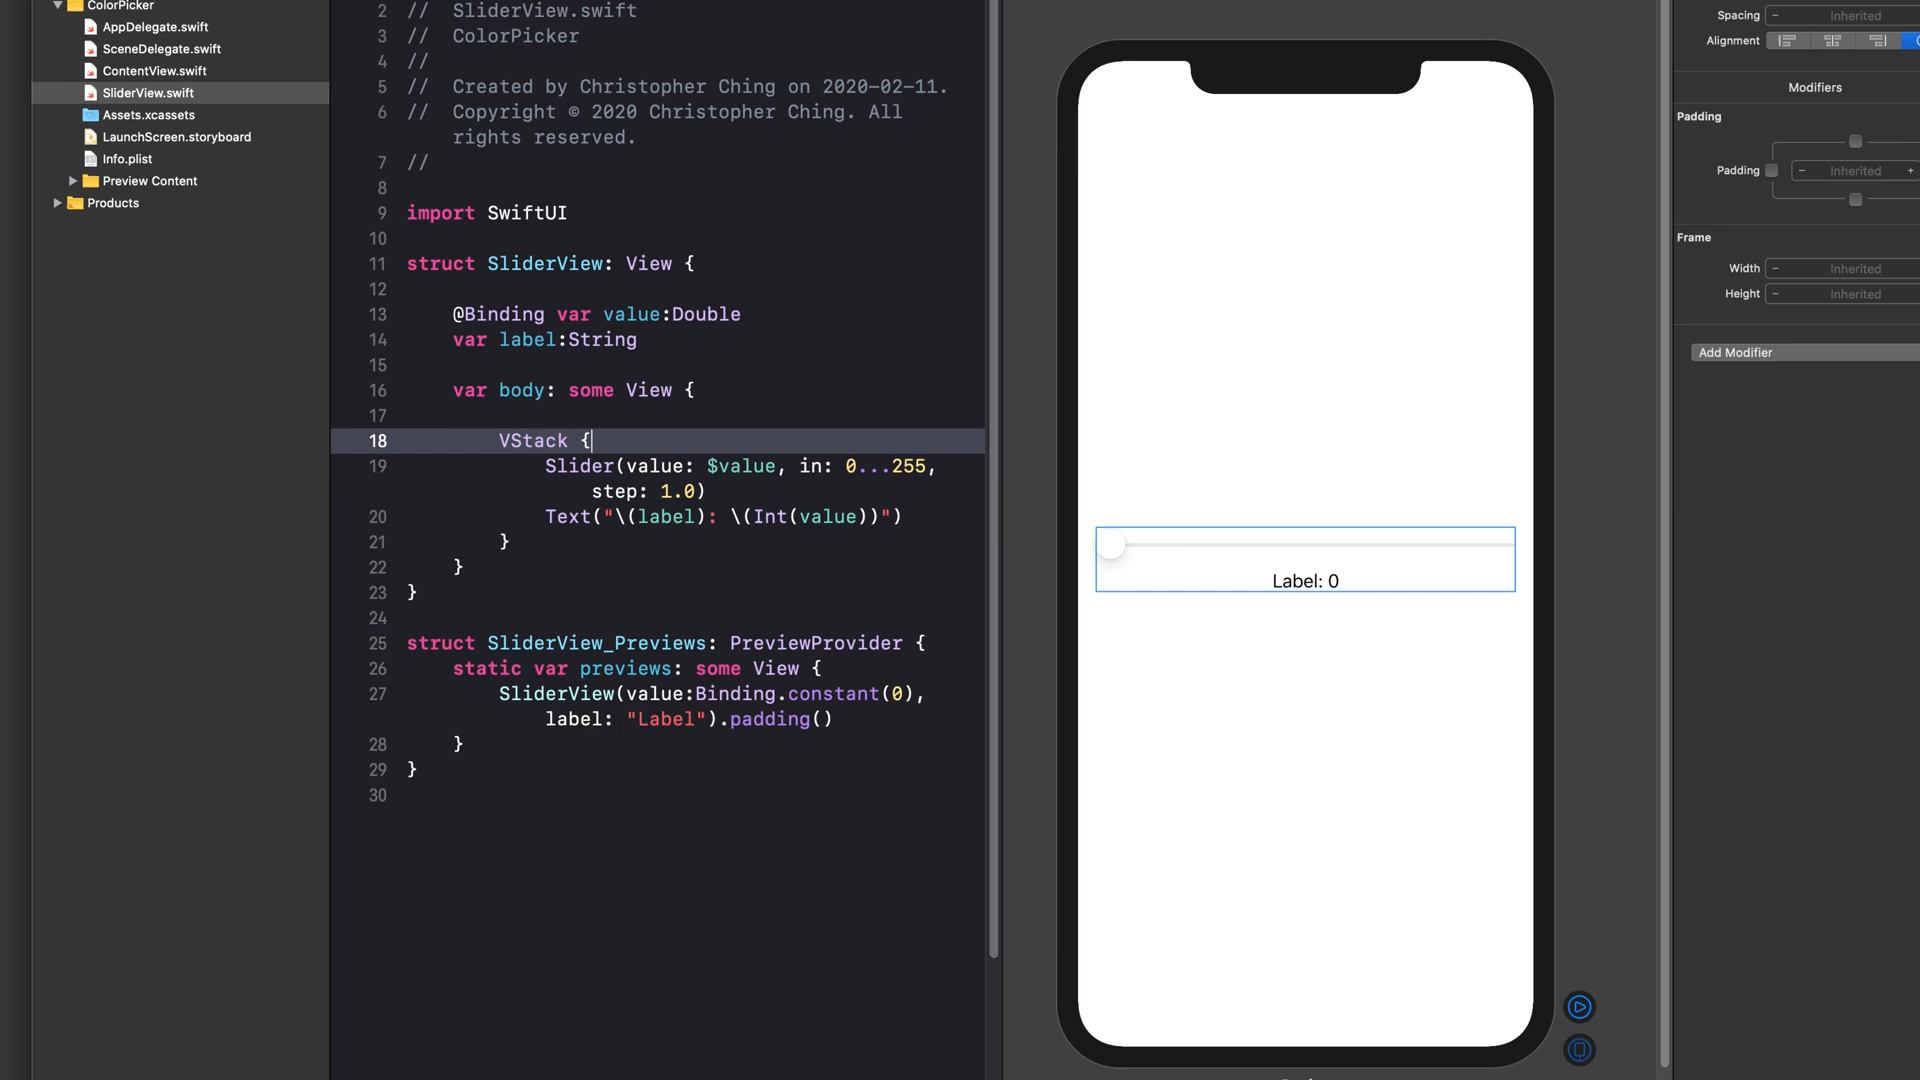 ColorPicker
AppDelegate.swift
SceneDelegate.swift
ContentView.swift
SliderView.swift
Assets.xcassets
LaunchScreen.storyboard
Info.plist
Preview Content
Products
2 //  SliderView.swift
3 //  ColorPicker
4 //
5 //  Created by Christopher Ching on 2020-02-11.
6 //  Copyright © 2020 Christopher Ching. All
rights reserved.
7 //
8
9 import SwiftUI
10
11 struct SliderView: View {
12
13 @Binding var value:Double
14 var label:String
15
16 var body: some View {
17
18 VStack {
19 Slider(value: $value, in: 0...255,
step: 1.0)
20 Text("\(label): \(Int(value))")
21 }
22 }
23 }
24
25 struct SliderView_Previews: PreviewProvider {
26 static var previews: some View {
27 SliderView(value:Binding.constant(0),
label: "Label").padding()
28 }
29 }
30
Label: 0
Spacing - Inherited
Alignment
Modifiers
Padding
Padding - Inherited +
Frame
Width - Inherited
Height - Inherited
Add Modifier